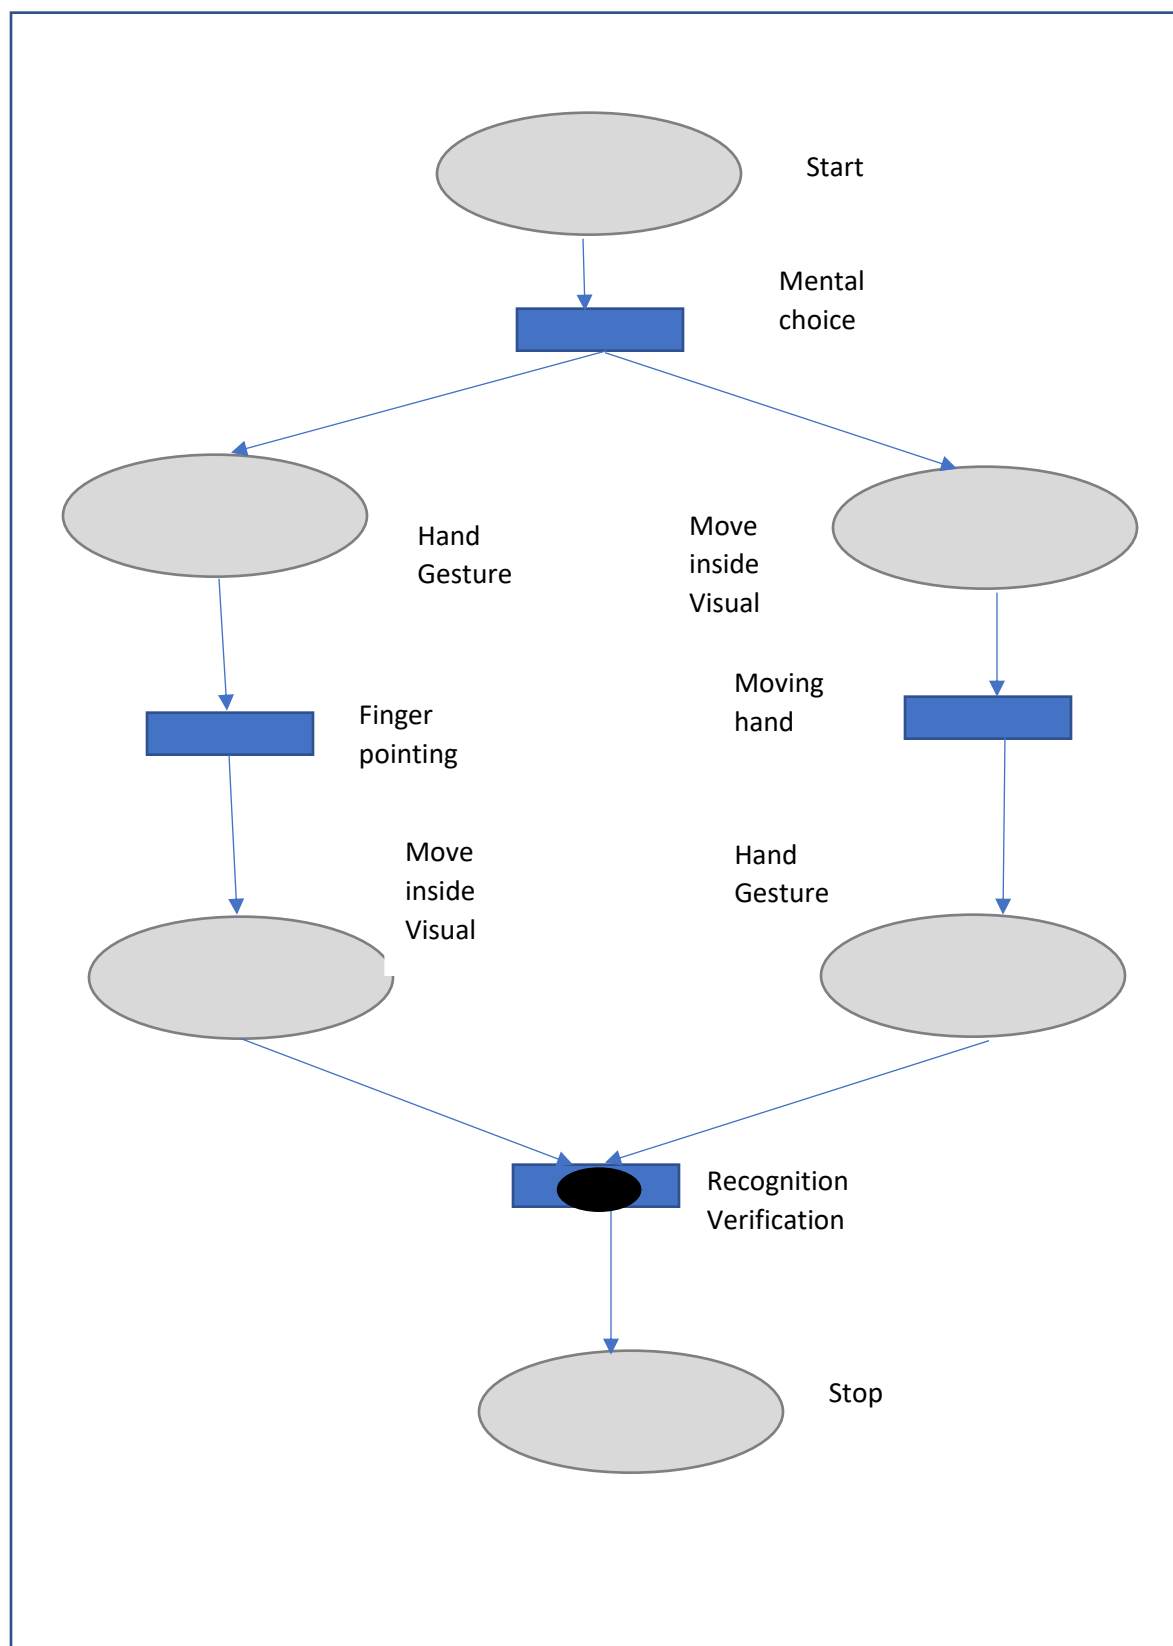 Start
Mental
choice
Hand
Gesture
Move
inside
Visual
Finger
pointing
Moving
hand
Move
inside
Visual
Hand
Gesture
Recognition
Verification
Stop